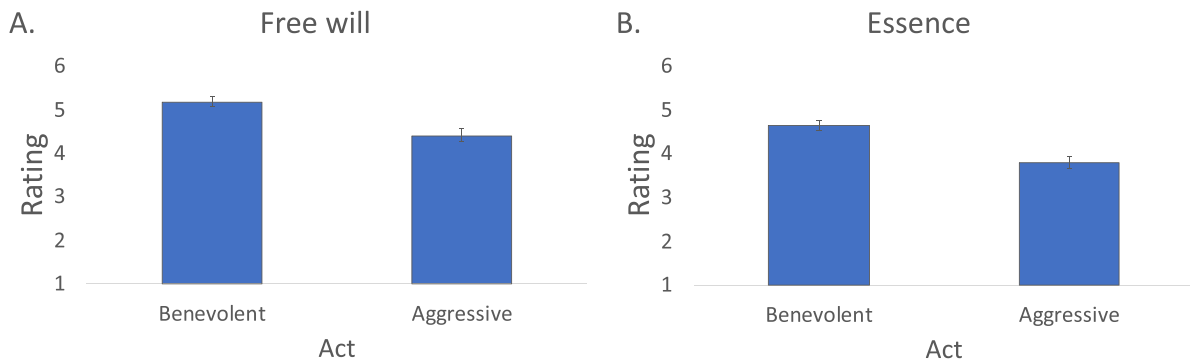 A.
Free will
6
5
4
3
2
1
Rating
Benevolent
Aggressive
Act
B.
Essence
6
5
4
3
2
1
Rating
Benevolent
Aggressive
Act